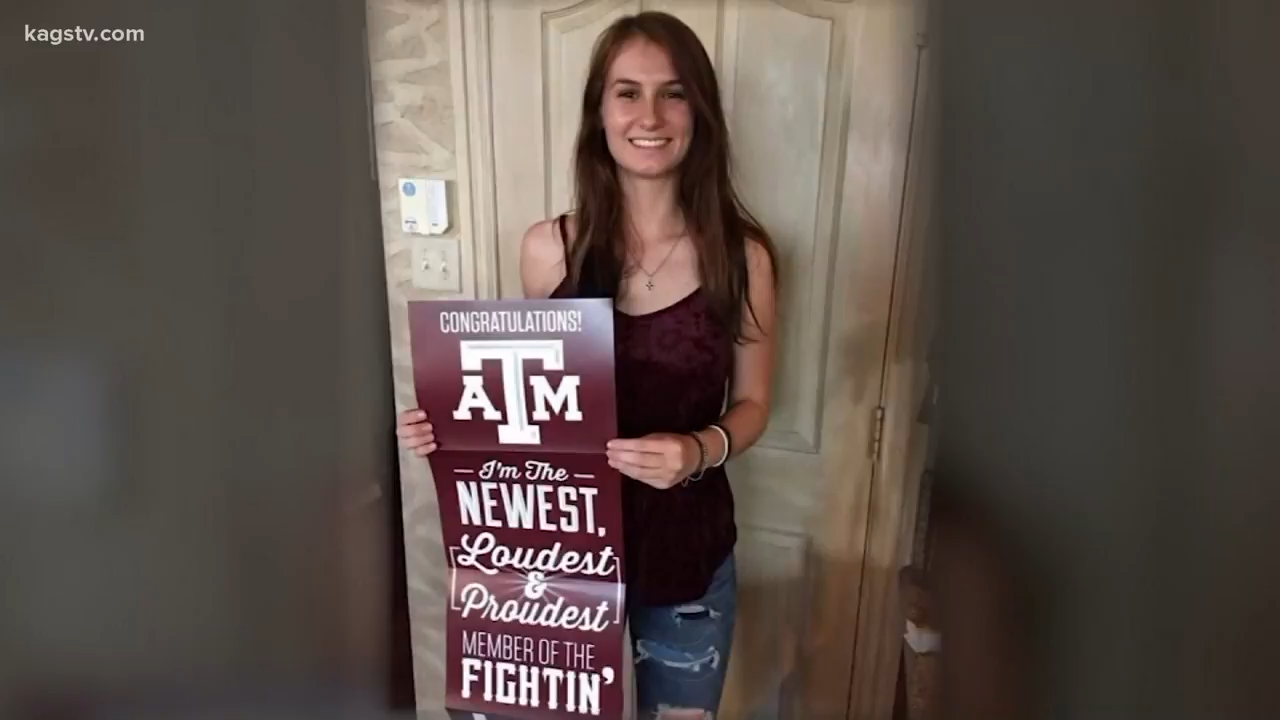 kagstv.com
CONGRATULATIONS!
ATM
I'm The
NEWEST,
Loudest
&
Proudest
MEMBER OF THE
FIGHTIN'